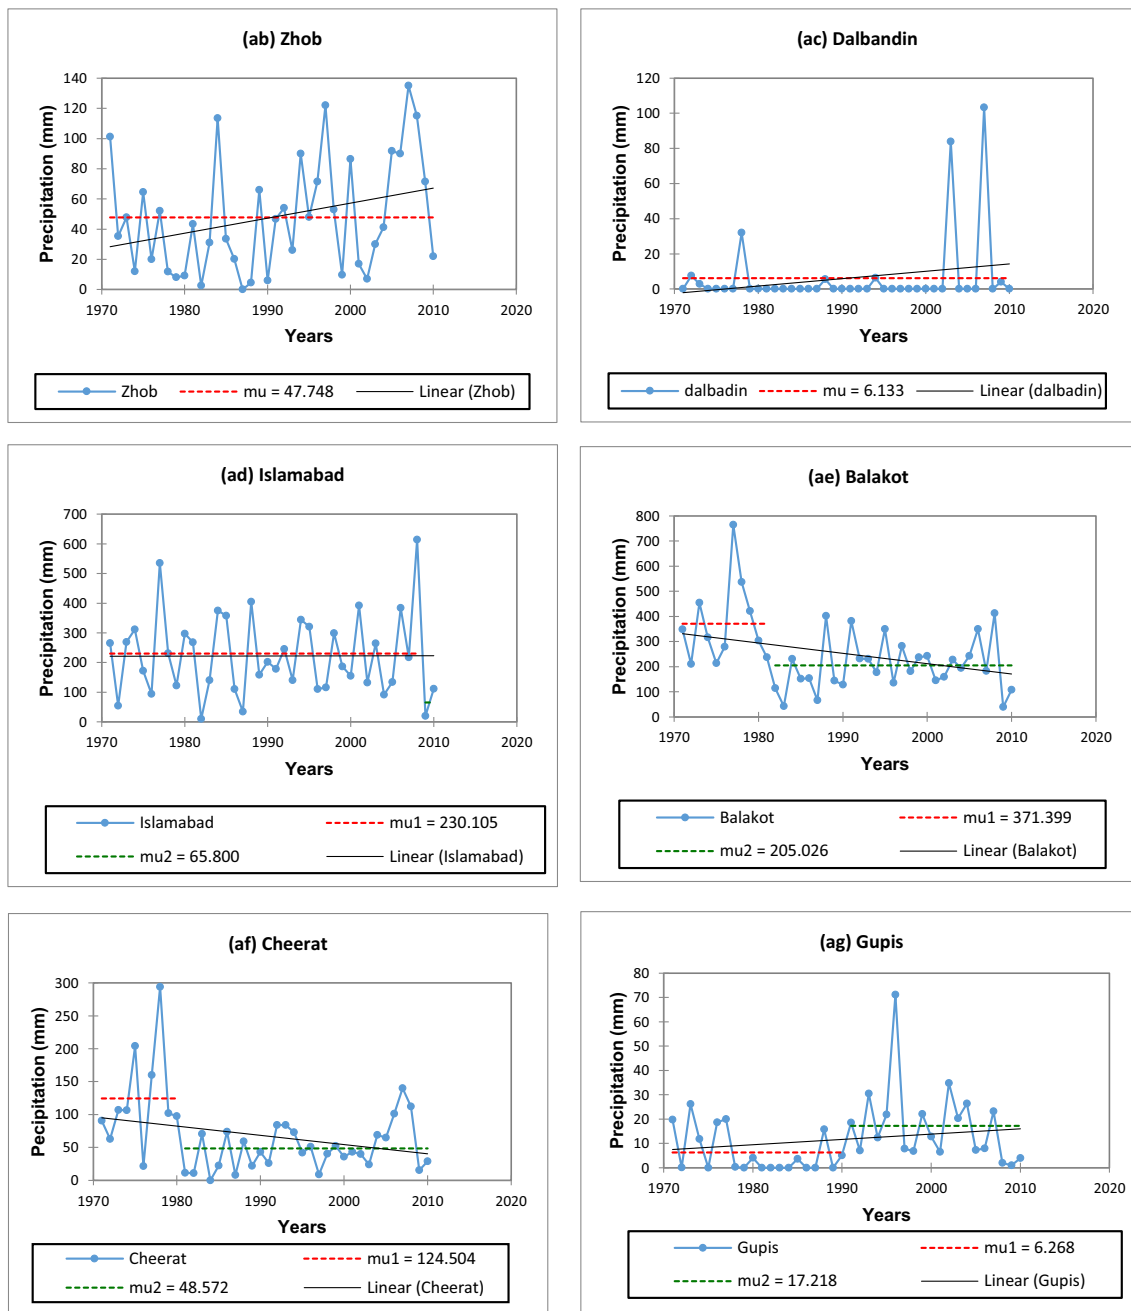 (ab) Zhob
Precipitation (mm)
140
120
100
80
60
40
20
0
1970 1980 1990 2000 2010 2020
Years
Zhob mu = 47.748 Linear (Zhob)
(ac) Dalbandin
Precipitation (mm)
120
100
80
60
40
20
0
1970 1980 1990 2000 2010 2020
Years
dalbadin mu = 6.133 Linear (dalbadin)
(ad) Islamabad
Precipitation (mm)
700
600
500
400
300
200
100
0
1970 1980 1990 2000 2010 2020
Years
Islamabad mu1 = 230.105
mu2 = 65.800 Linear (Islamabad)
(ae) Balakot
Precipitation (mm)
800
700
600
500
400
300
200
100
0
1970 1980 1990 2000 2010 2020
Years
Balakot mu1 = 371.399
mu2 = 205.026 Linear (Balakot)
(af) Cheerat
Pecipitation (mm)
300
250
200
150
100
50
0
1970 1980 1990 2000 2010 2020
Years
Cheerat mu1 = 124.504
mu2 = 48.572 Linear (Cheerat)
(ag) Gupis
Precipitation (mm)
80
70
60
50
40
30
20
10
0
1970 1980 1990 2000 2010 2020
Years
Gupis mu1 = 6.268
mu2 = 17.218 Linear (Gupis)